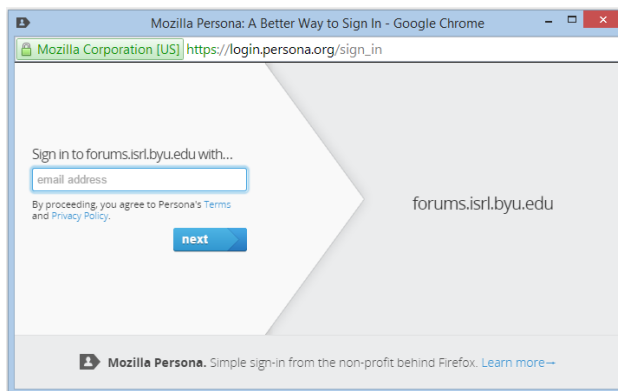 Mozilla Persona: A Better Way to Sign In - Google Chrome
Mozilla Corporation [US] https://login.persona.org/sign_in
Sign in to forums.isrl.byu.edu with...
email address
By proceeding, you agree to Persona's Terms
and Privacy Policy.
next
forums.isrl.byu.edu
Mozilla Persona. Simple sign-in from the non-profit behind Firefox. Learn more→